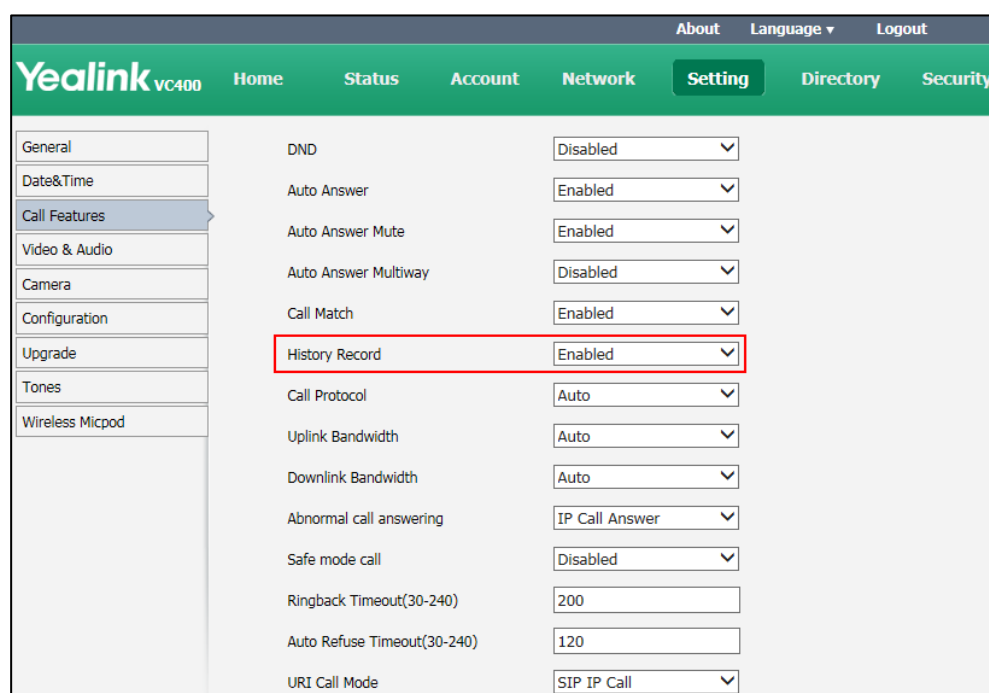 About Language ▾ Logout
Yealink VC400 Home Status Account Network Setting Directory Security
General
Date&Time
Call Features
Video & Audio
Camera
Configuration
Upgrade
Tones
Wireless Micpod
DND Disabled
Auto Answer Enabled
Auto Answer Mute Enabled
Auto Answer Multiway Disabled
Call Match Enabled
History Record Enabled
Call Protocol Auto
Uplink Bandwidth Auto
Downlink Bandwidth Auto
Abnormal call answering IP Call Answer
Safe mode call Disabled
Ringback Timeout(30-240) 200
Auto Refuse Timeout(30-240) 120
URI Call Mode SIP IP Call